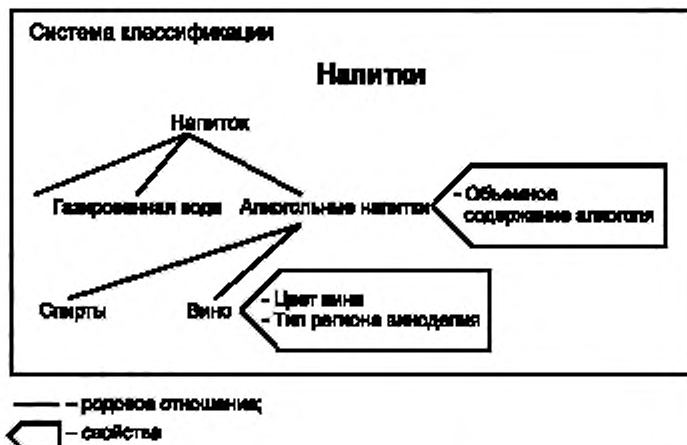 Система классификации
Напитки
Напиток
Газированная вода
Алкогольные напитки
- Объемное
содержание алкоголя
Спирты
Вино
- Цвет вина
- Тип региона виноделия
— – родовое отношение;
– свойства